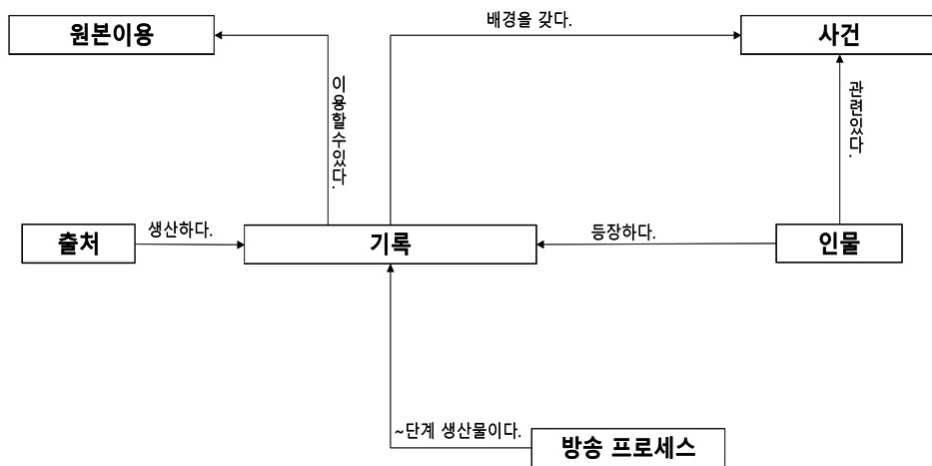 원본이용
배경을 갖다.
사건
이용할수있다.
관련있다.
출처
생산하다.
기록
등장하다.
인물
~단계 생산물이다.
방송 프로세스